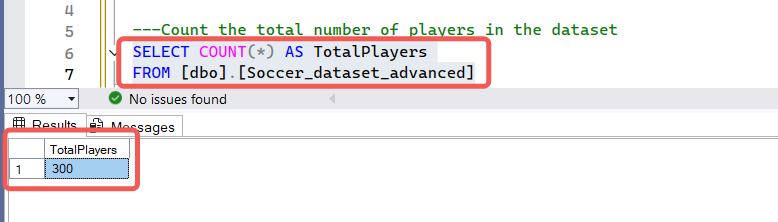 4
5 ---Count the total number of players in the dataset
6 SELECT COUNT(*) AS TotalPlayers
7 FROM [dbo].[Soccer_dataset_advanced]
100 % No issues found
Results Messages
TotalPlayers
1 300